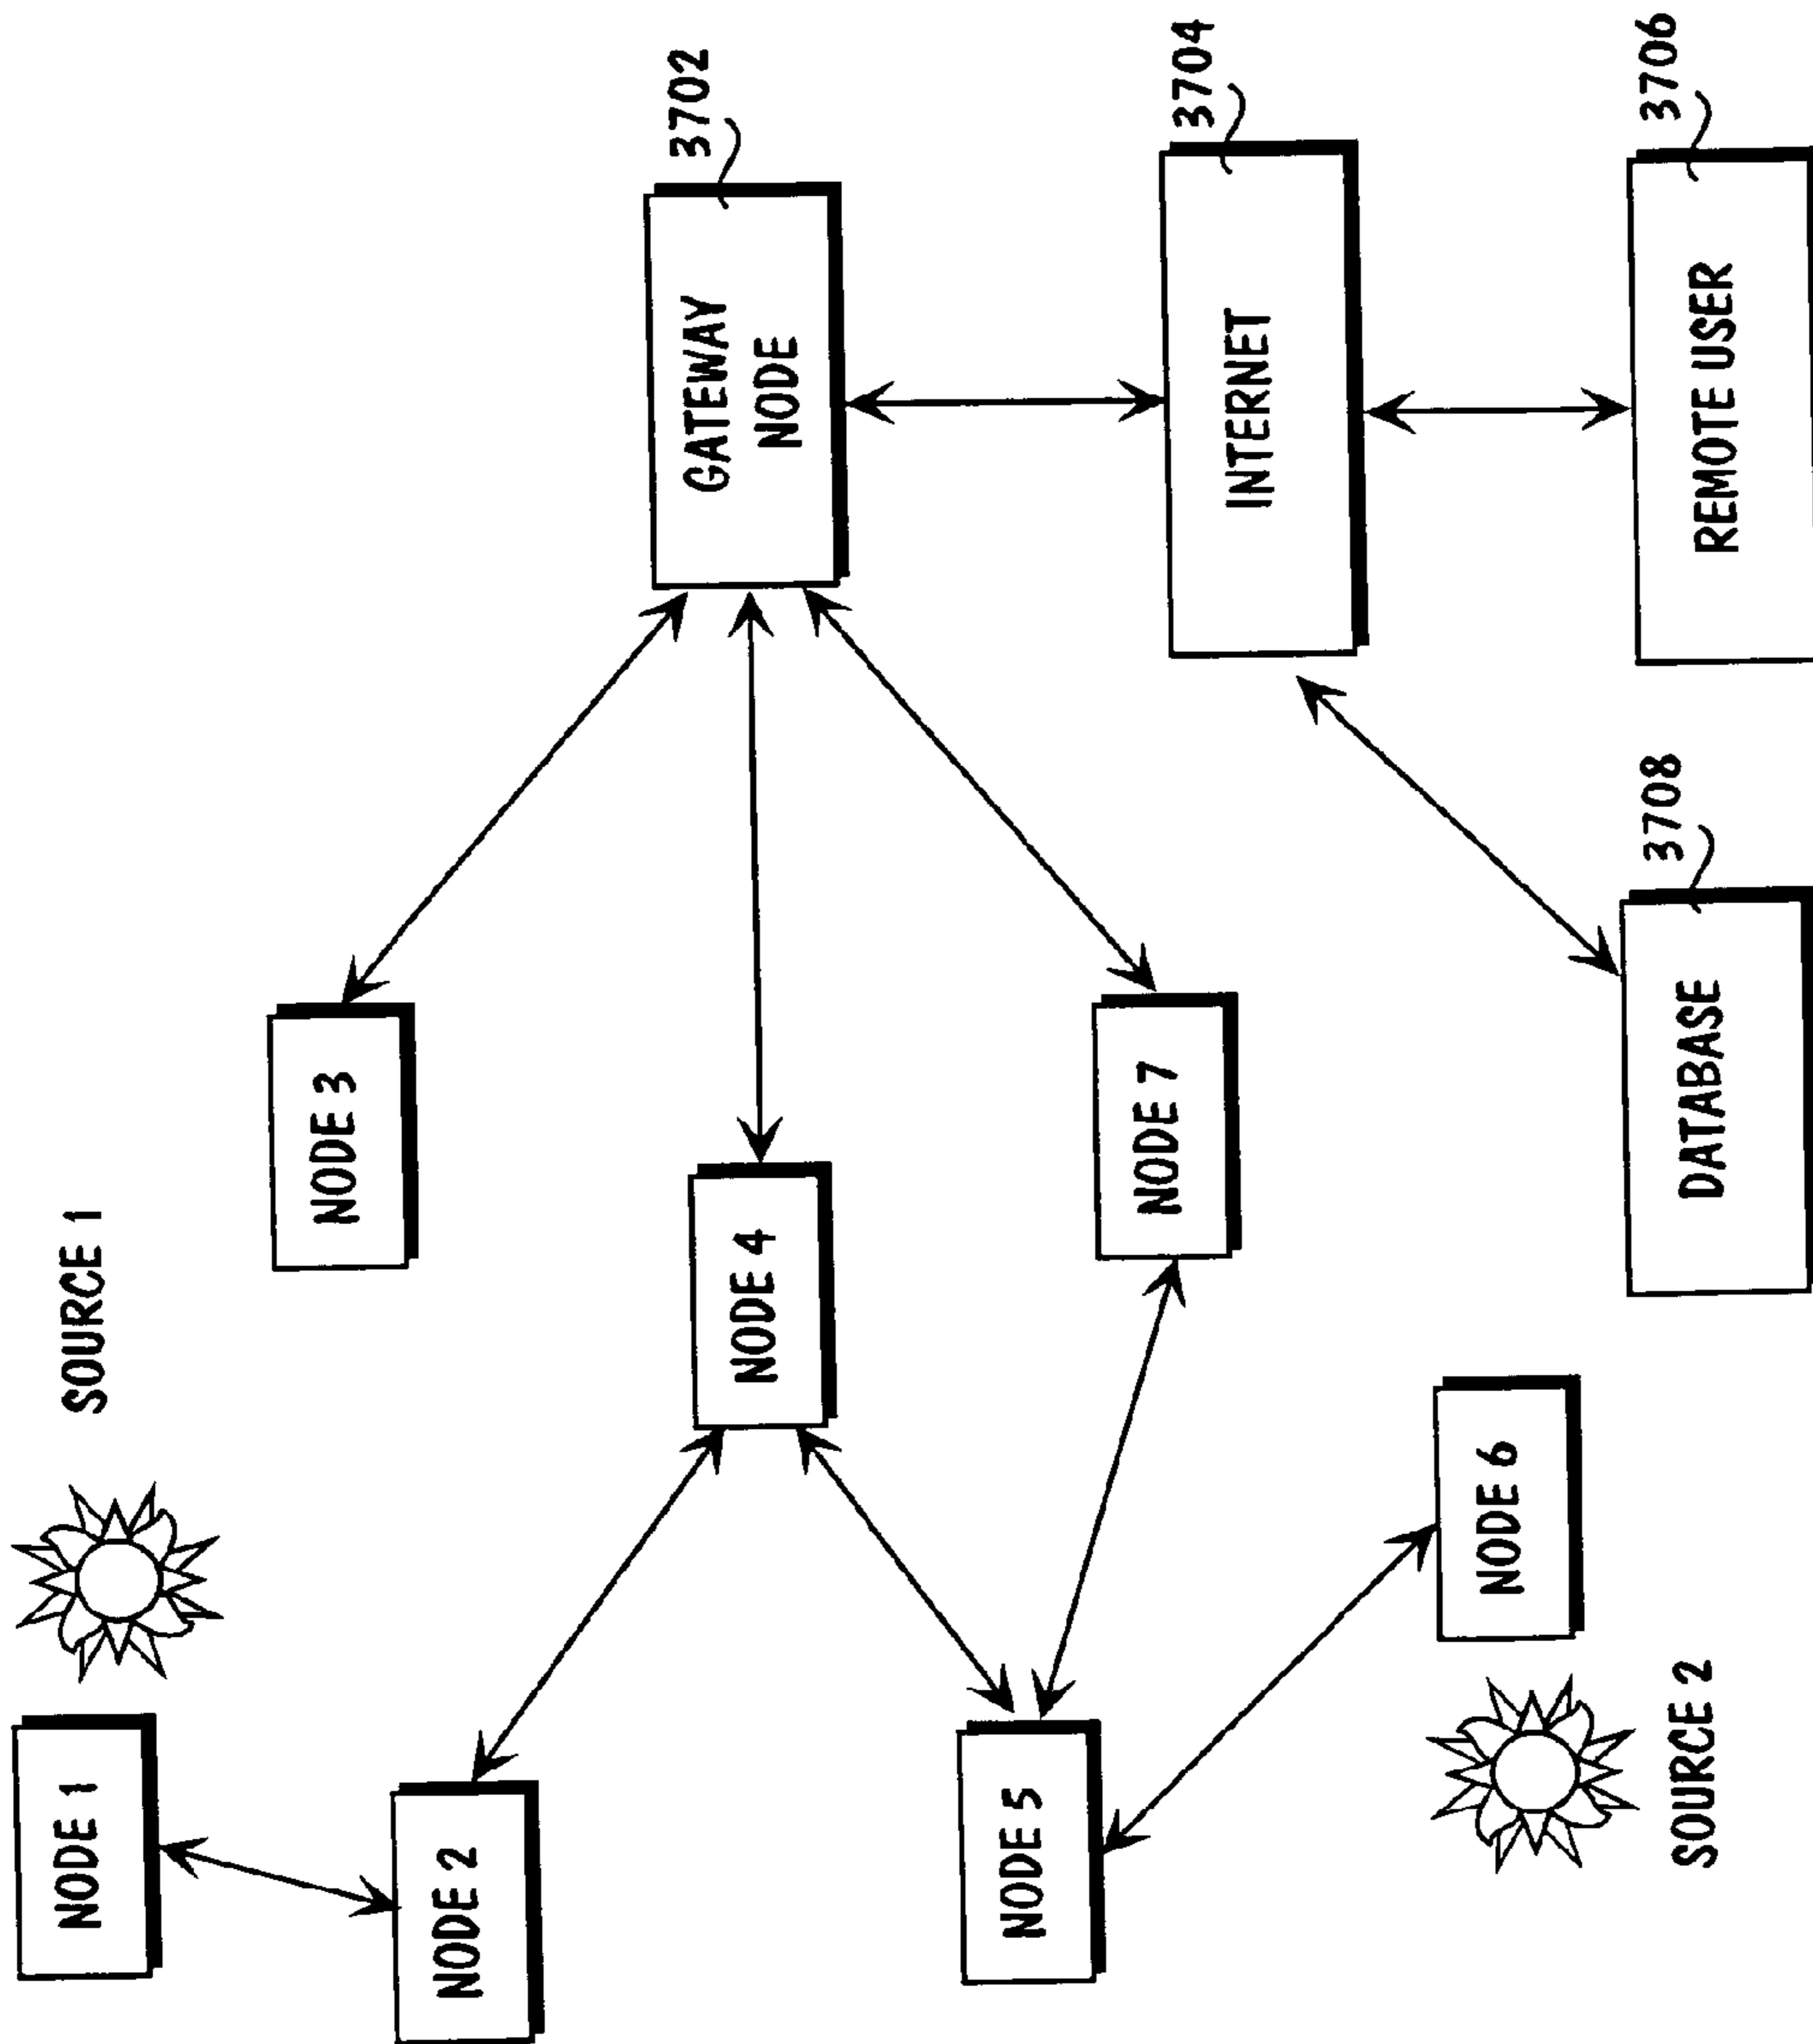 NODE 1
SOURCE 1
NODE 2
NODE 3
NODE 4
GATEWAY
NODE
3702
NODE 5
NODE 7
INTERNET
3704
NODE 6
SOURCE 2
DATABASE
3708
REMOTE USER
3706